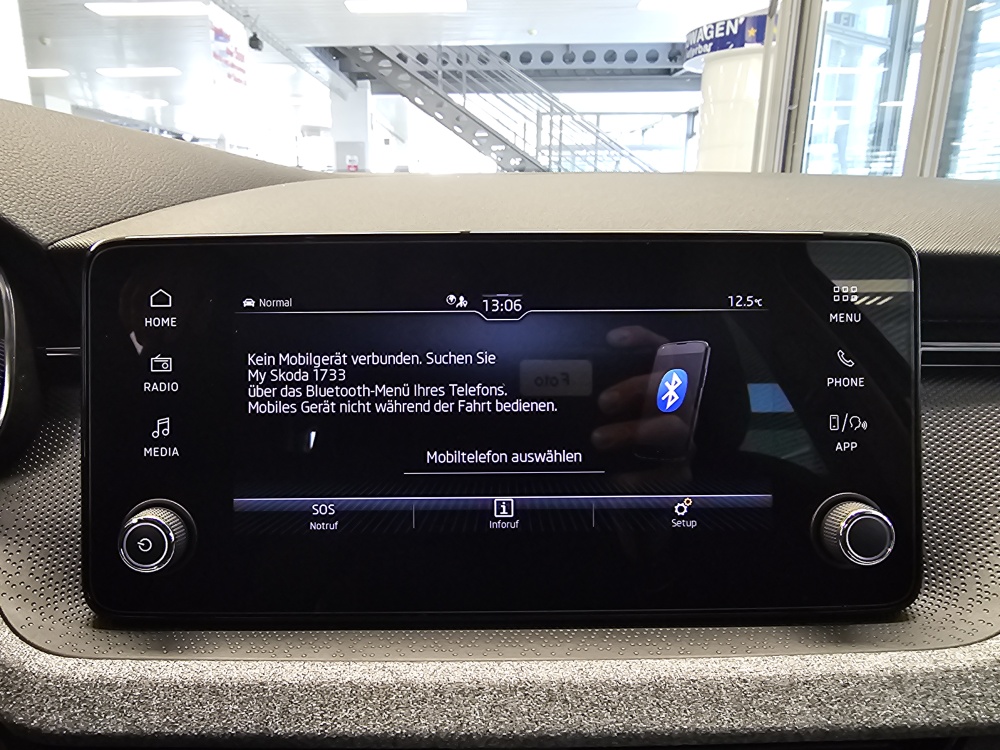 WAGEN
ferbar
Normal
13:06
12.5°C
HOME
RADIO
MEDIA
Kein Mobilgerät verbunden. Suchen Sie
My Skoda 1733
über das Bluetooth-Menü Ihres Telefons.
Mobiles Gerät nicht während der Fahrt bedienen.
Mobiltelefon auswählen
SOS
Notruf
i
Inforuf
Setup
MENU
PHONE
APP
Foto